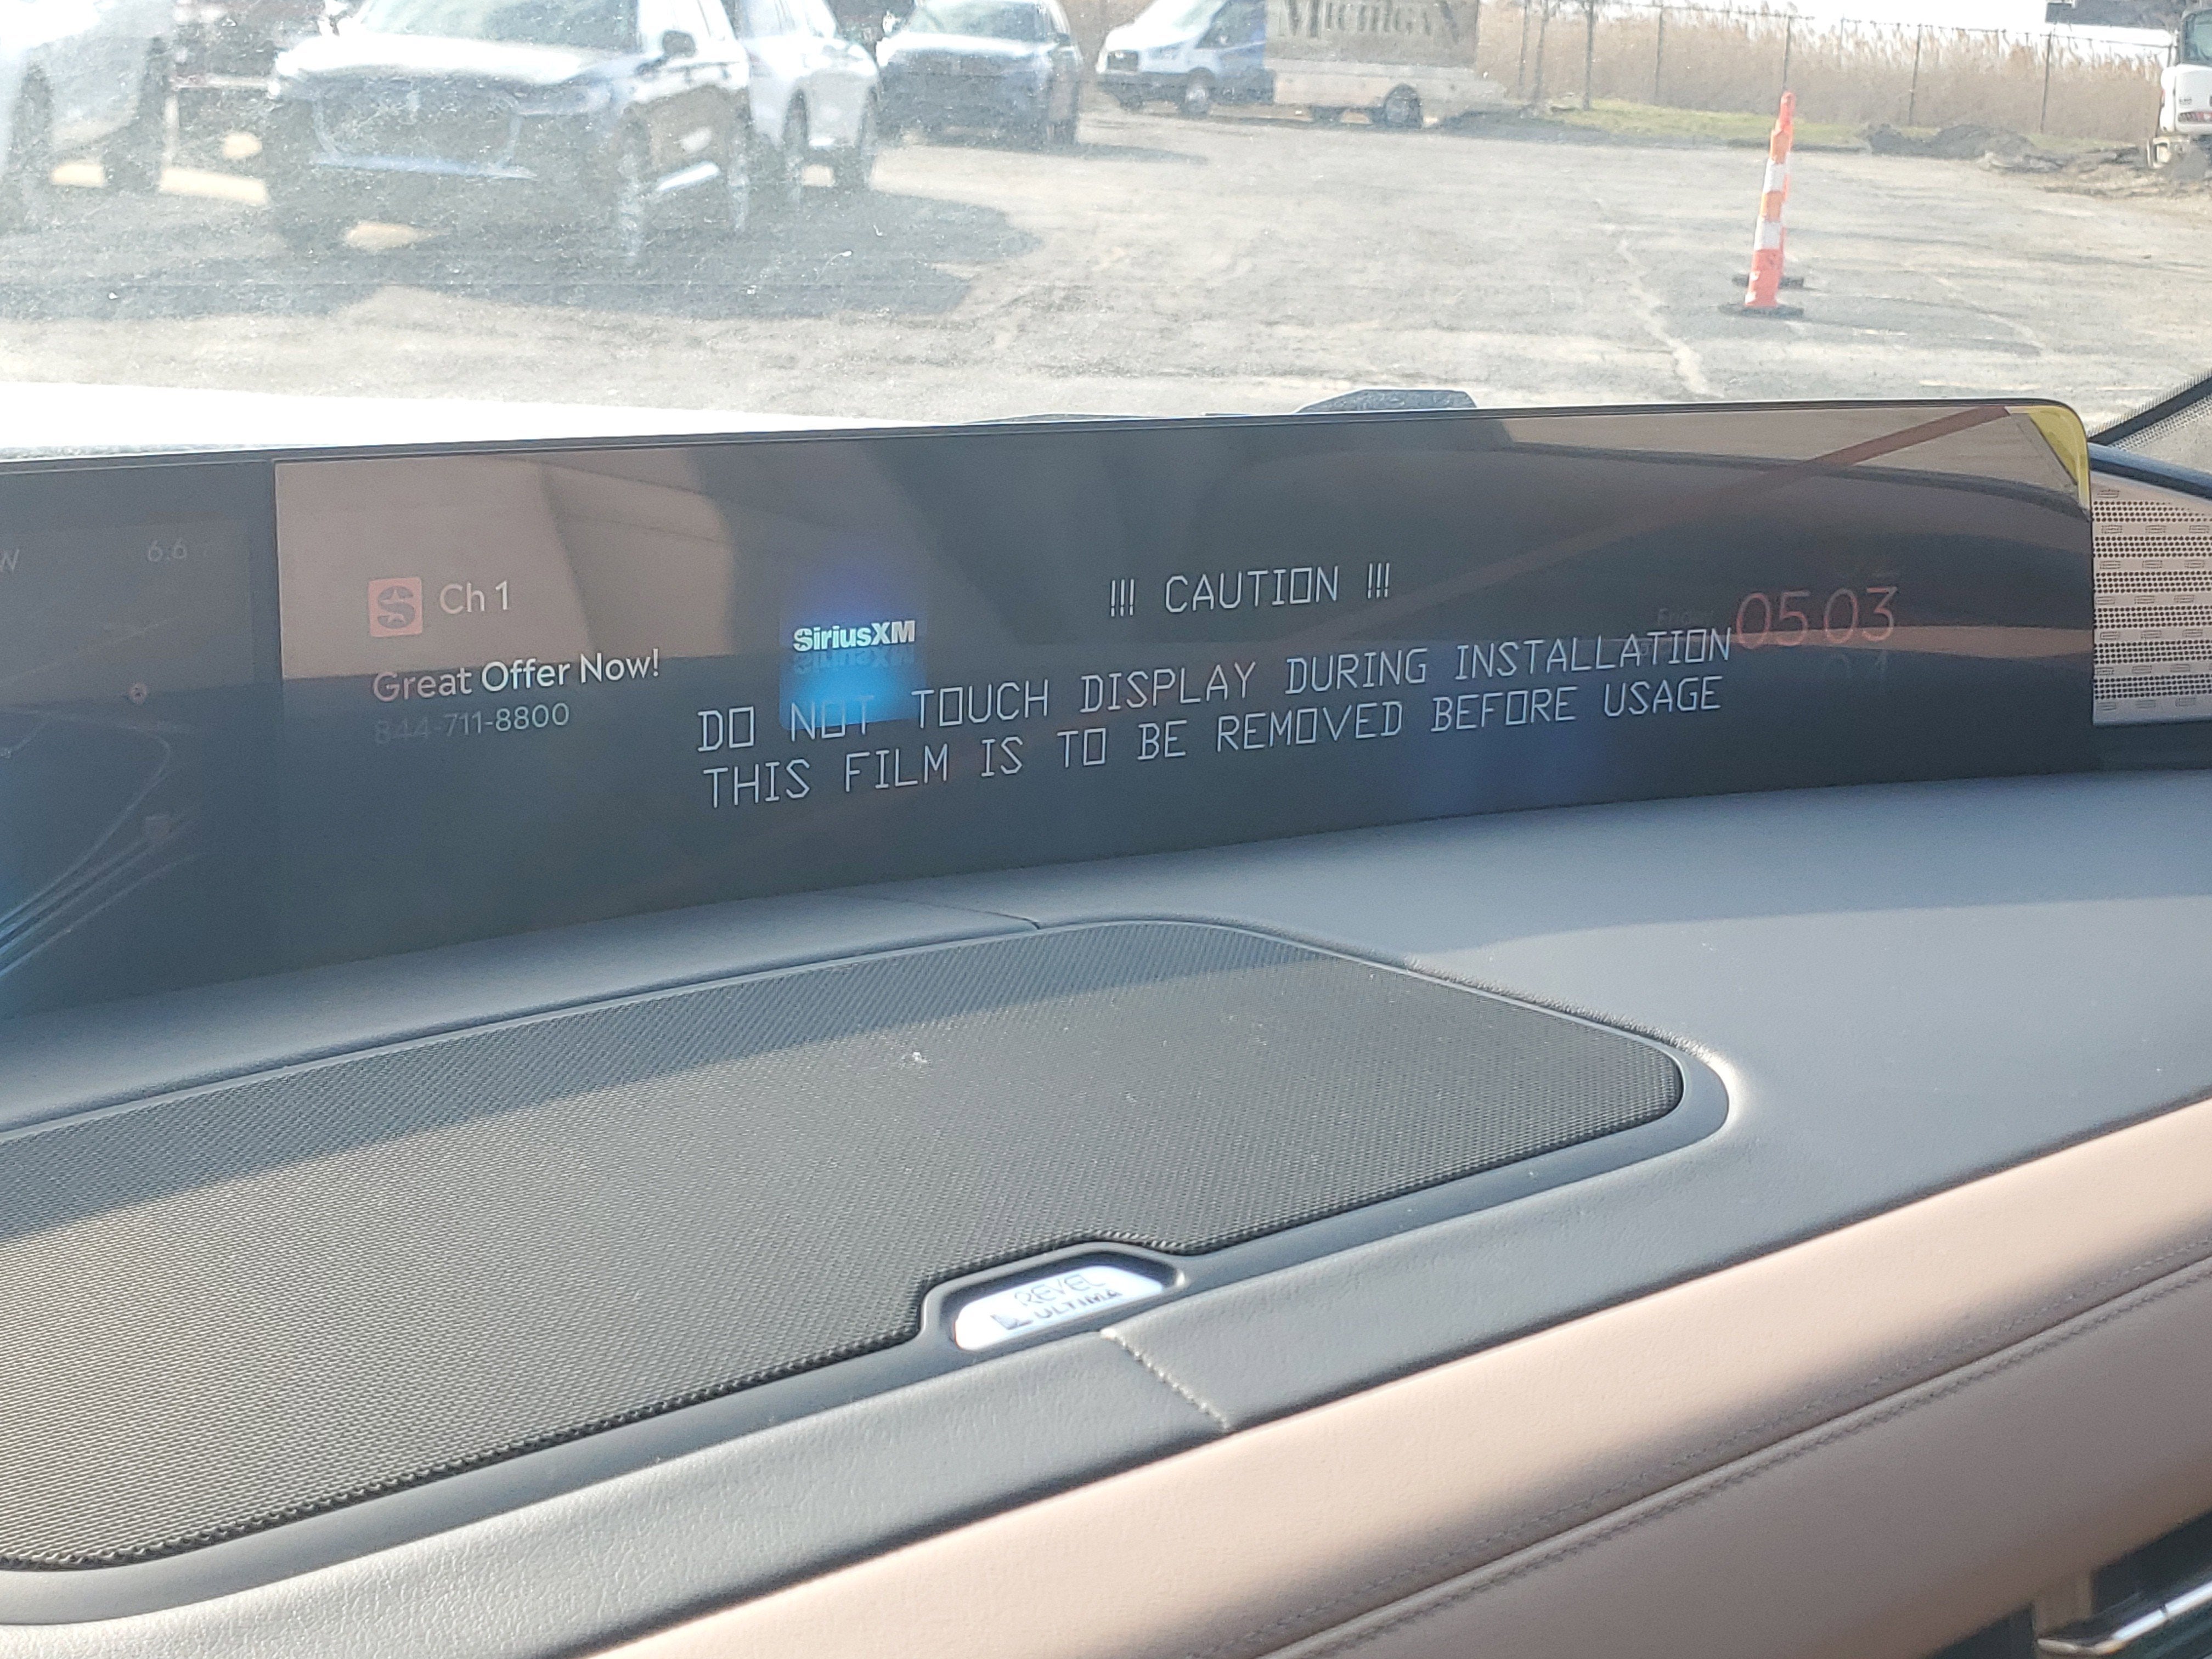 MICHIGAN
W
6.6
Ch 1
Great Offer Now!
844-711-8800
SiriusXM
!!! CAUTION !!!
DO NOT TOUCH DISPLAY DURING INSTALLATION
THIS FILM IS TO BE REMOVED BEFORE USAGE
05 03
REVEL
ULTIMA